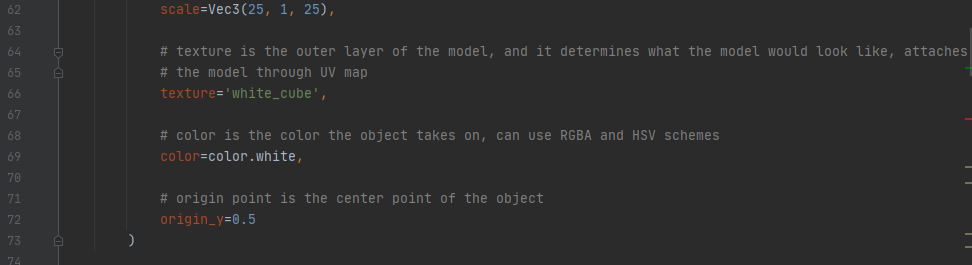 62 scale=Vec3(25, 1, 25),
63
64 # texture is the outer layer of the model, and it determines what the model would look like, attaches
65 # the model through UV map
66 texture='white_cube',
67
68 # color is the color the object takes on, can use RGBA and HSV schemes
69 color=color.white,
70
71 # origin point is the center point of the object
72 origin_y=0.5
73 )
74